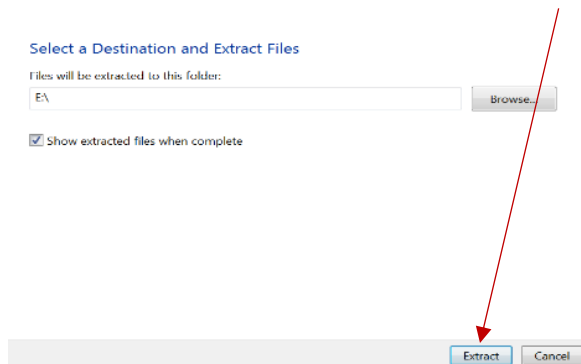 Select a Destination and Extract Files
Files will be extracted to this folder:
E:\
Browse...
Show extracted files when complete
Extract
Cancel